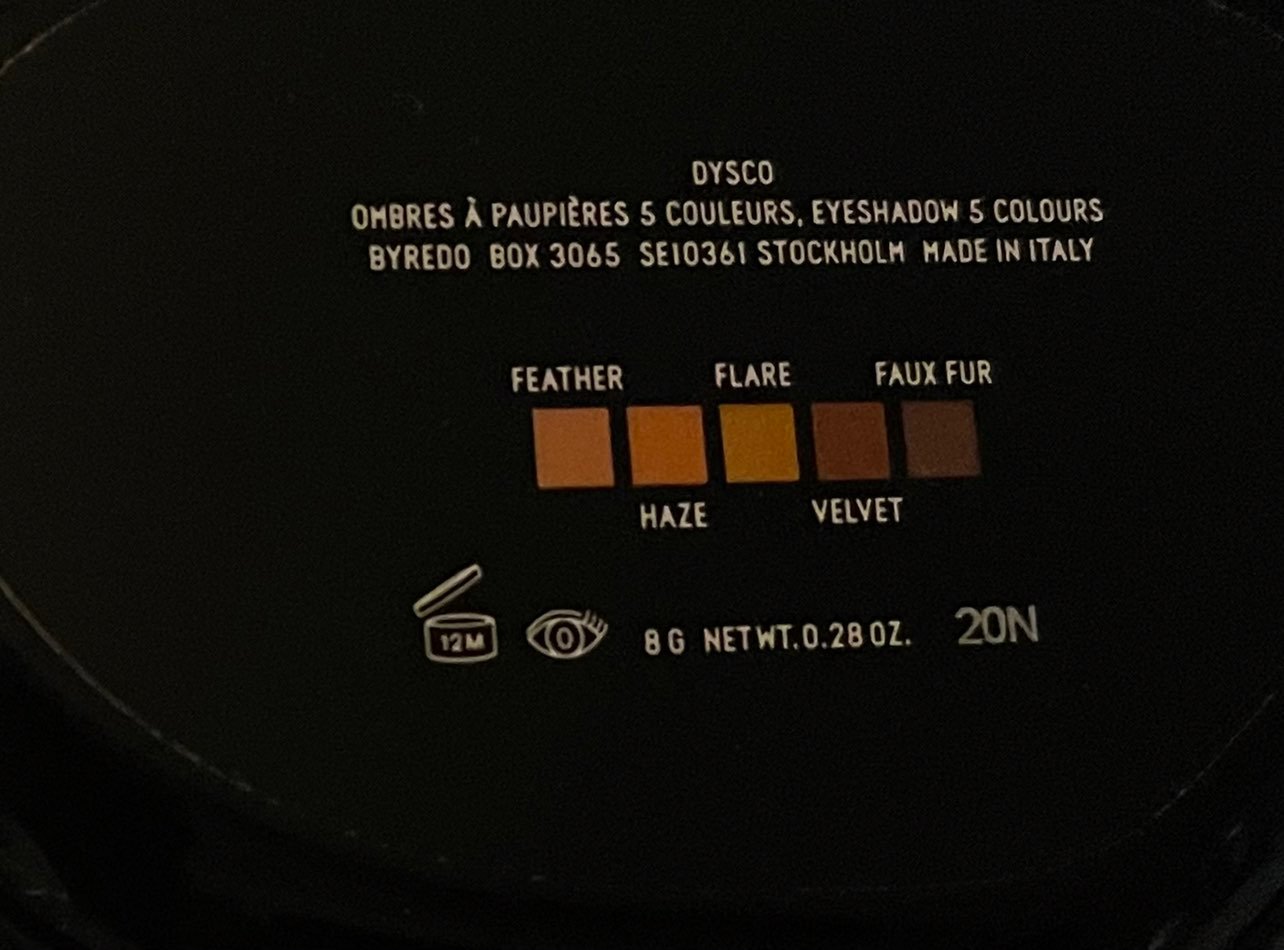 DYSCO
OMBRES À PAUPIÈRES 5 COULEURS, EYESHADOW 5 COLOURS
BYREDO BOX 3065 SE10361 STOCKHOLM MADE IN ITALY
FEATHER FLARE FAUX FUR
HAZE VELVET
12M 8 G NET WT. 0.28 OZ. 20N